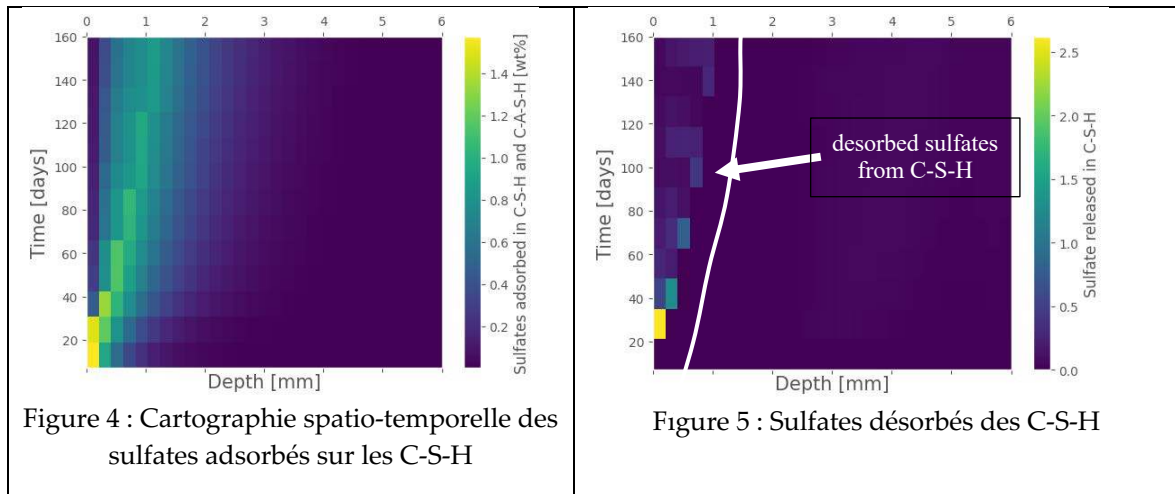 0 1 2 3 4 5 6
160
140
120
100
80
60
40
20
Time [days]
Depth [mm]
1.4
1.2
1.0
0.8
0.6
0.4
0.2
Sulfates adsorbed in C-S-H and C-A-S-H [wt%]
Figure 4 : Cartographie spatio-temporelle des
sulfates adsorbés sur les C-S-H
0 1 2 3 4 5 6
160
140
120
100
80
60
40
20
Time [days]
Depth [mm]
desorbed sulfates
from C-S-H
2.5
2.0
1.5
1.0
0.5
0.0
Sulfate released in C-S-H
Figure 5 : Sulfates désorbés des C-S-H